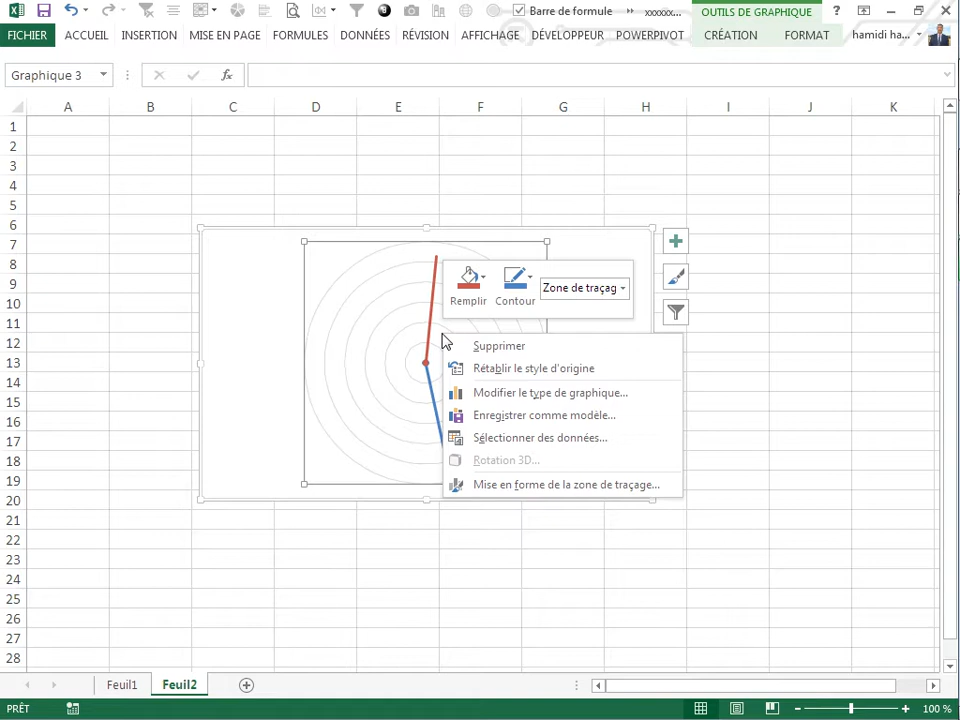 Barre de formule
xxxxxx...
OUTILS DE GRAPHIQUE
?
FICHIER ACCUEIL INSERTION MISE EN PAGE FORMULES DONNÉES RÉVISION AFFICHAGE DÉVELOPPEUR POWERPIVOT CRÉATION FORMAT hamidi ha...
Graphique 3
fx
A B C D E F G H I J K
1
2
3
4
5
6
7
8
9
10
11
12
13
14
15
16
17
18
19
20
21
22
23
24
25
26
27
28
Remplir Contour Zone de traçag
Supprimer
Rétablir le style d'origine
Modifier le type de graphique...
Enregistrer comme modèle...
Sélectionner des données...
Rotation 3D...
Mise en forme de la zone de traçage...
Feuil1 Feuil2
PRÊT
100 %